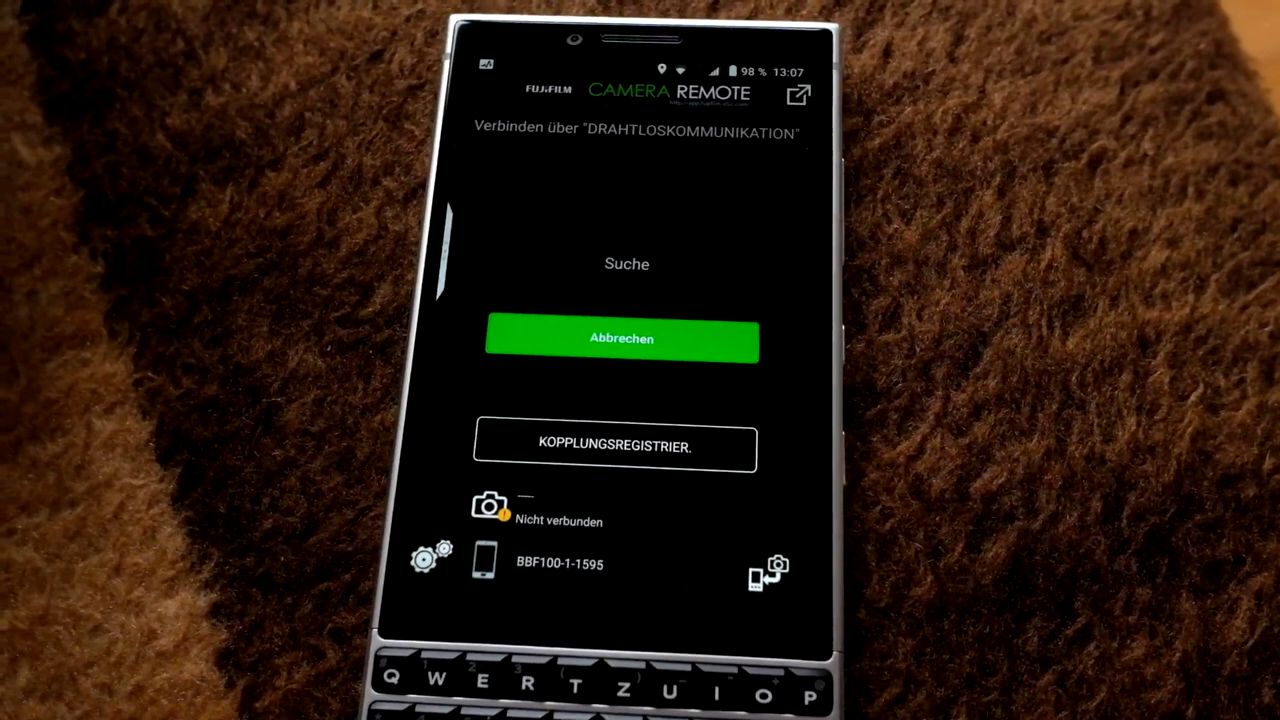 98 % 13:07
FUJIFILM CAMERA REMOTE
Verbinden über "DRAHTLOSKOMMUNIKATION"
Suche
Abbrechen
KOPPLUNGSREGISTRIER.
Nicht verbunden
BBF100-1-1595
Q W E R T Z U I O P